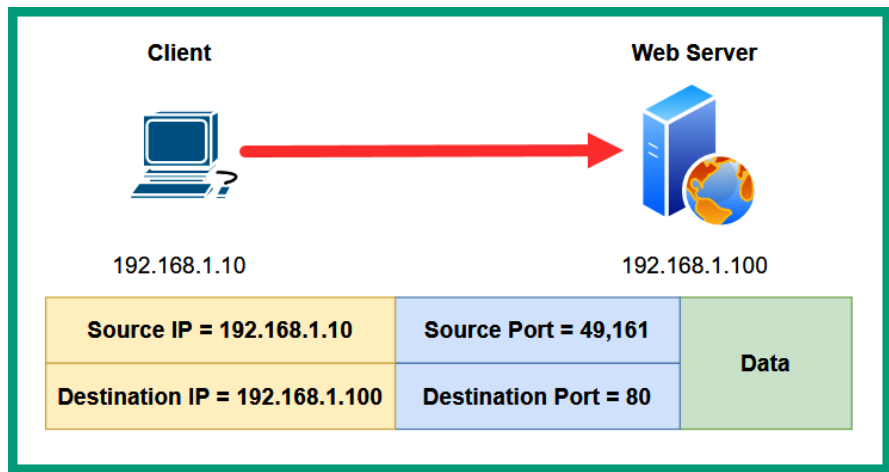 Client
Web Server
192.168.1.10
192.168.1.100
Source IP = 192.168.1.10
Source Port = 49,161
Data
Destination IP = 192.168.1.100
Destination Port = 80